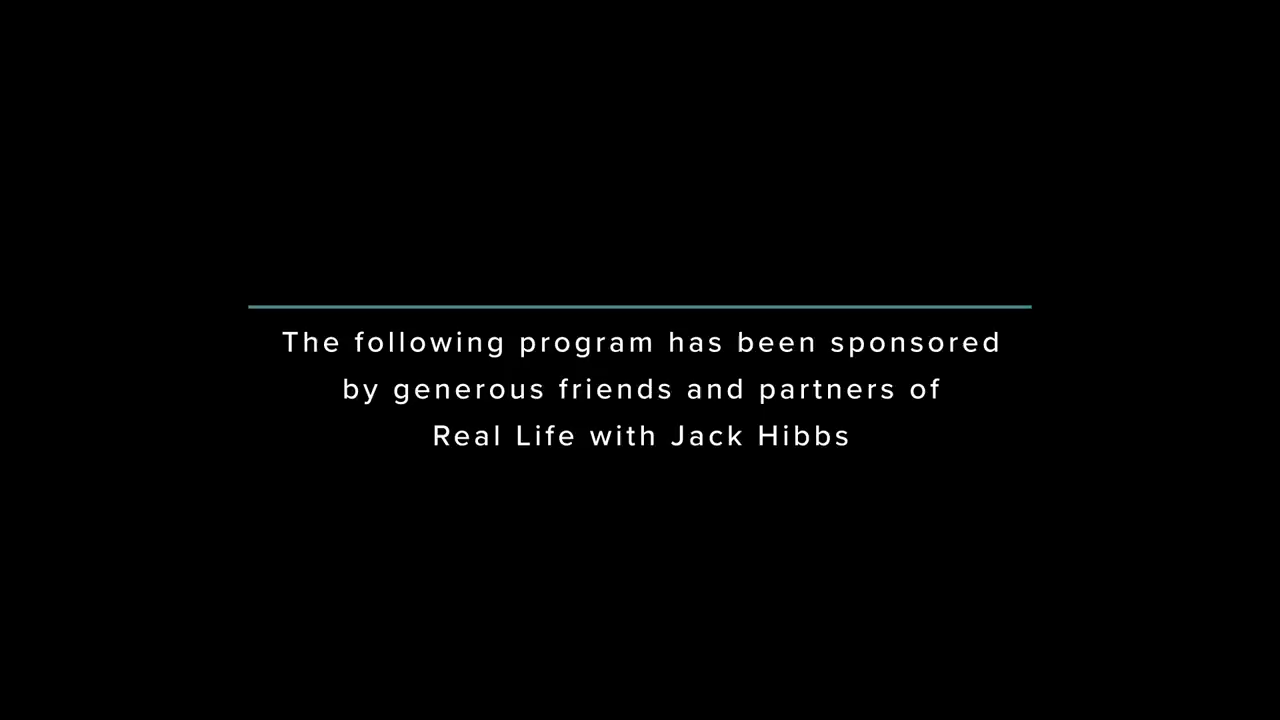 The following program has been sponsored
by generous friends and partners of
Real Life with Jack Hibbs